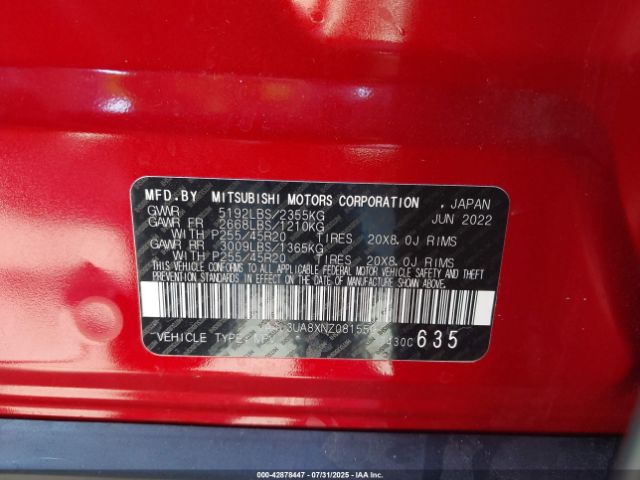 MFD.BY MITSUBISHI MOTORS CORPORATION , JAPAN
GVWR 5192LBS/2355KG JUN 2022
GAWR FR 2668LBS/1210KG
WITH P255/45R20 TIRES 20X8.0J RIMS
GAWR RR 3009LBS/1365KG
WITH P255/45R20 TIRES 20X8.0J RIMS
THIS VEHICLE CONFORMS TO ALL APPLICABLE FEDERAL MOTOR VEHICLE SAFETY AND THEFT
PREVENTION STANDARDS IN EFFECT ON THE DATE OF MANUFACTURE SHOWN ABOVE.
3UA8XNZ08155
VEHICLE TYPE: 635
00-42878447 - 07/31/2025 - IAAI.COM